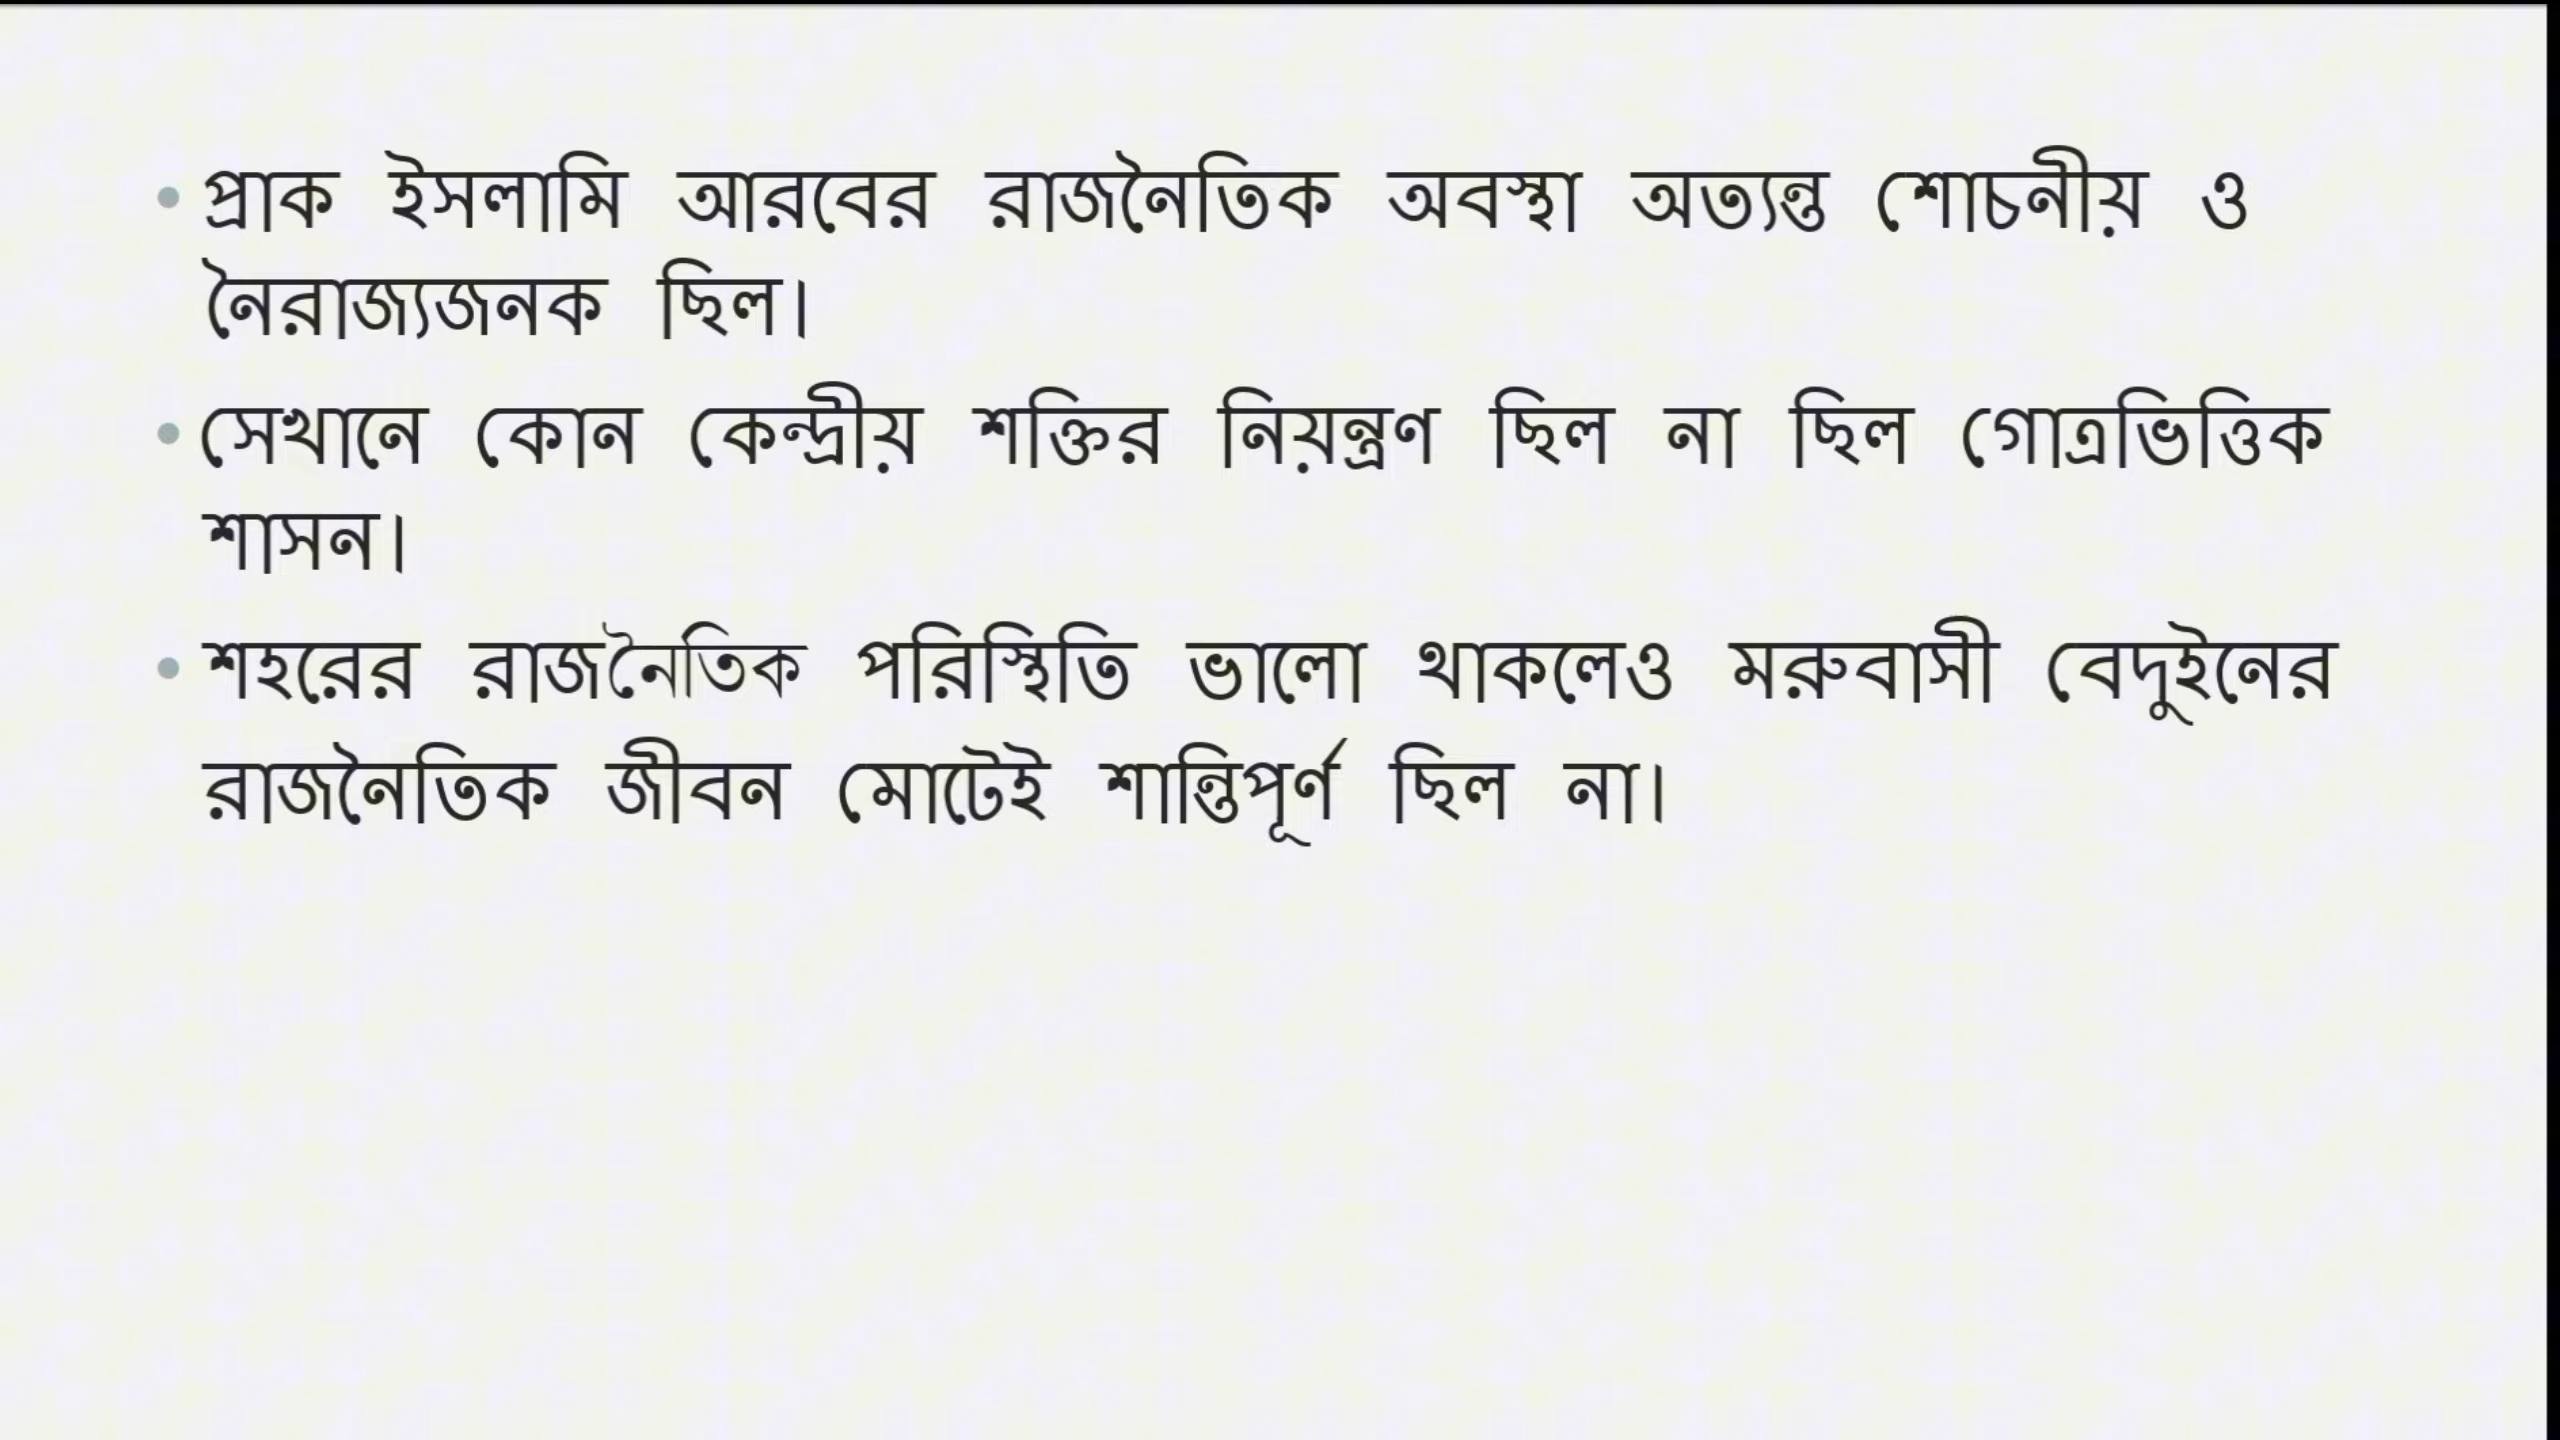 • প্রাক ইসলামি আরবের রাজনৈতিক অবস্থা অত্যন্ত শোচনীয় ও
নৈরাজ্যজনক ছিল।
• সেখানে কোন কেন্দ্রীয় শক্তির নিয়ন্ত্রণ ছিল না ছিল গোত্রভিত্তিক
শাসন।
• শহরের রাজনৈতিক পরিস্থিতি ভালো থাকলেও মরুবাসী বেদুইনের
রাজনৈতিক জীবন মোটেই শান্তিপূর্ণ ছিল না।